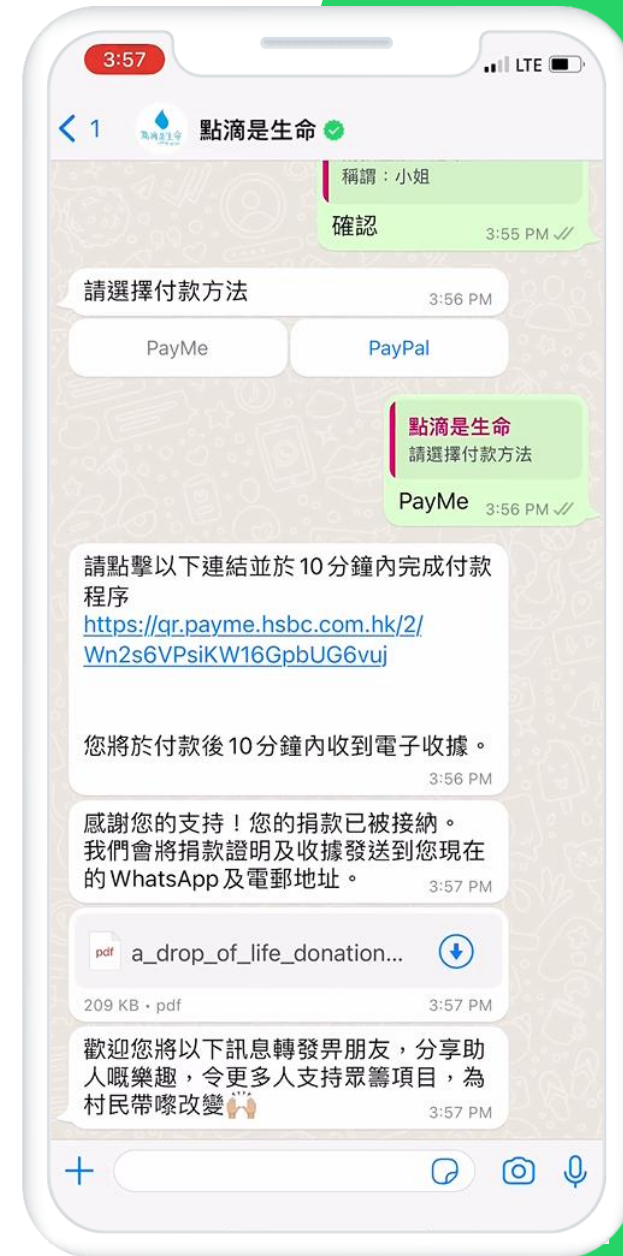 3:57
LTE
1
點滴是生命
稱謂：小姐
確認
3:55 PM
請選擇付款方法
3:56 PM
PayMe
PayPal
點滴是生命
請選擇付款方法
PayMe
3:56 PM
請點擊以下連結並於10分鐘內完成付款
程序
https://qr.payme.hsbc.com.hk/2/
Wn2s6VPsiKW16GpbUG6vuj
您將於付款後10分鐘內收到電子收據。
3:56 PM
感謝您的支持！您的捐款已被接納。
我們會將捐款證明及收據發送到您現在
的WhatsApp及電郵地址。
3:57 PM
pdf
a_drop_of_life_donation...
209 KB • pdf
3:57 PM
歡迎您將以下訊息轉發畀朋友，分享助
人嘅樂趣，令更多人支持眾籌項目，為
村民帶嚟改變🙌🏼
3:57 PM